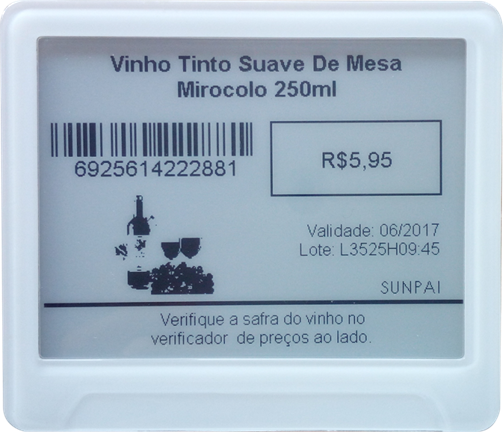 Vinho Tinto Suave De Mesa
Mirocolo 250ml
6925614222881
R$5,95
Validade: 06/2017
Lote: L3525H09:45
SUNPAI
Verifique a safra do vinho no
verificador de preços ao lado.